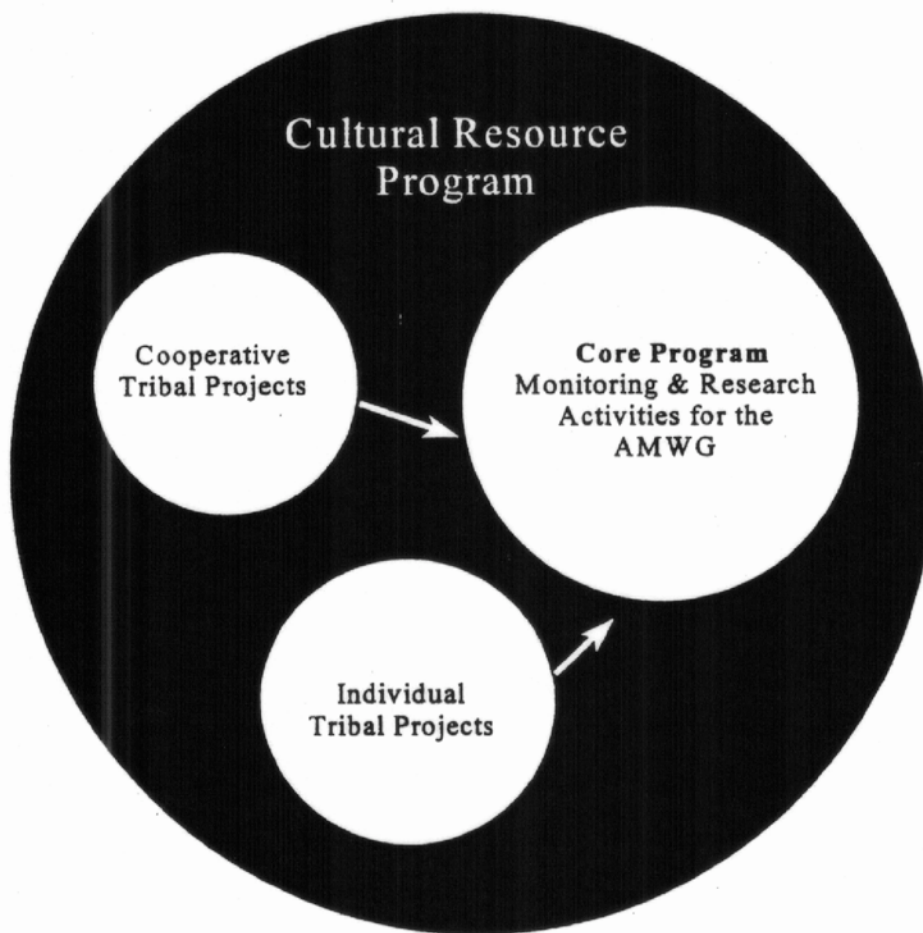 Cultural Resource
Program
Cooperative
Tribal Projects
Core Program
Monitoring & Research
Activities for the
AMWG
Individual
Tribal Projects